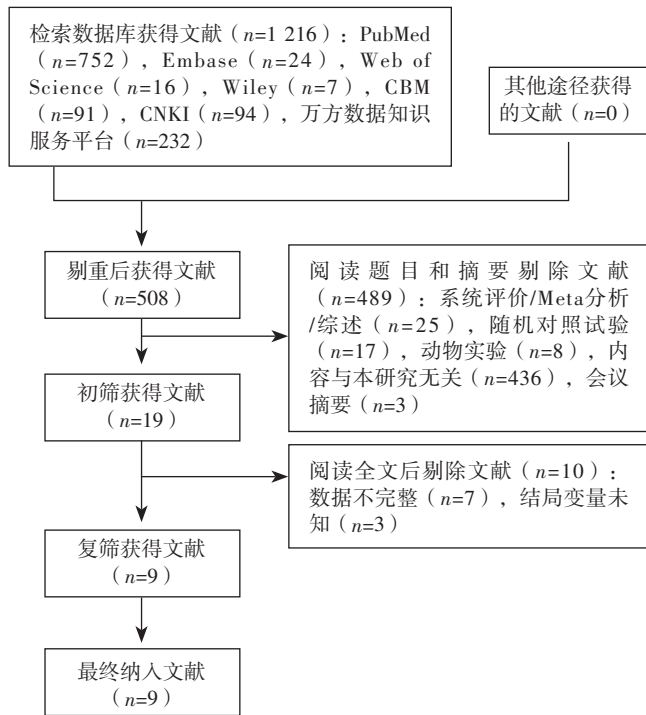 检索数据库获得文献（n=1 216）：PubMed
（n=752），Embase（n=24），Web of
Science（n=16），Wiley（n=7），CBM
（n=91），CNKI（n=94），万方数据知识
服务平台（n=232）
其他途径获得
的文献（n=0）
剔重后获得文献
（n=508）
阅读题目和摘要剔除文献
（n=489）：系统评价/Meta分析
/综述（n=25），随机对照试验
（n=17），动物实验（n=8），内
容与本研究无关（n=436），会议
摘要（n=3）
初筛获得文献
（n=19）
阅读全文后剔除文献（n=10）：
数据不完整（n=7），结局变量未
知（n=3）
复筛获得文献
（n=9）
最终纳入文献
（n=9）